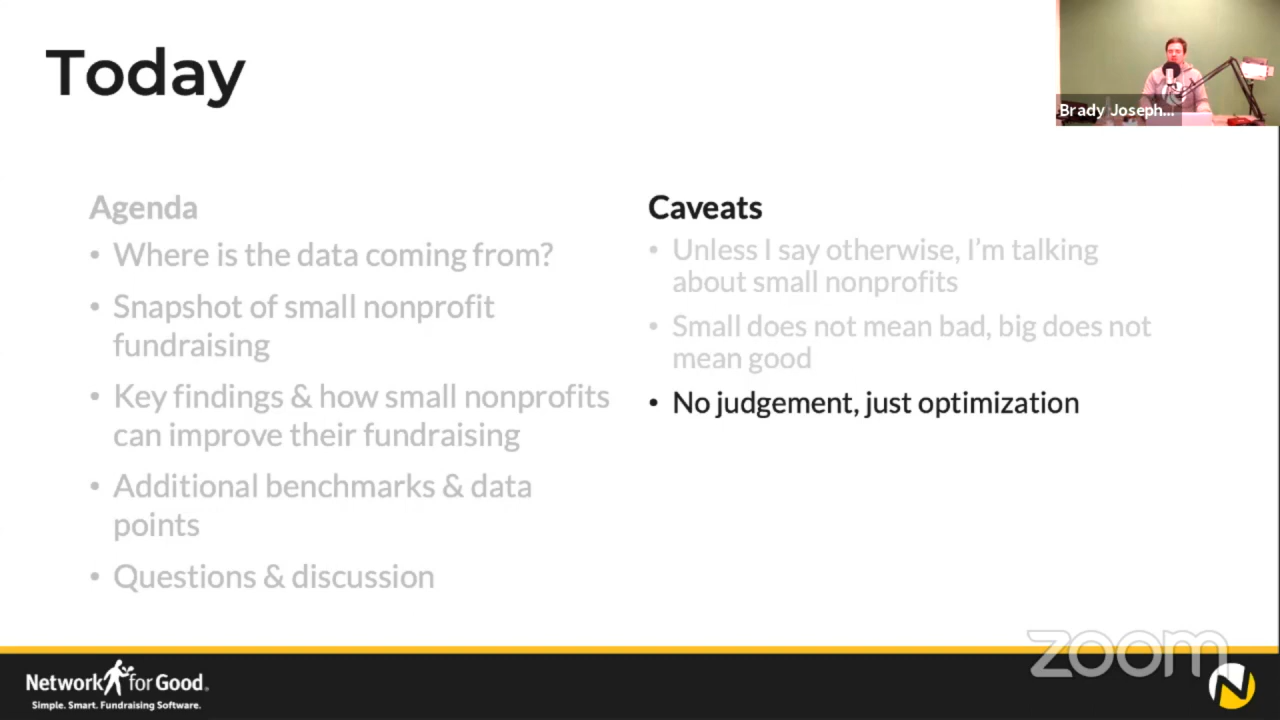 Today
Brady Joseph...
Agenda
• Where is the data coming from?
• Snapshot of small nonprofit
fundraising
• Key findings & how small nonprofits
can improve their fundraising
• Additional benchmarks & data
points
• Questions & discussion
Caveats
• Unless I say otherwise, I'm talking
about small nonprofits
• Small does not mean bad, big does not
mean good
• No judgement, just optimization
zoom
Network for Good®
Simple. Smart. Fundraising Software.
N